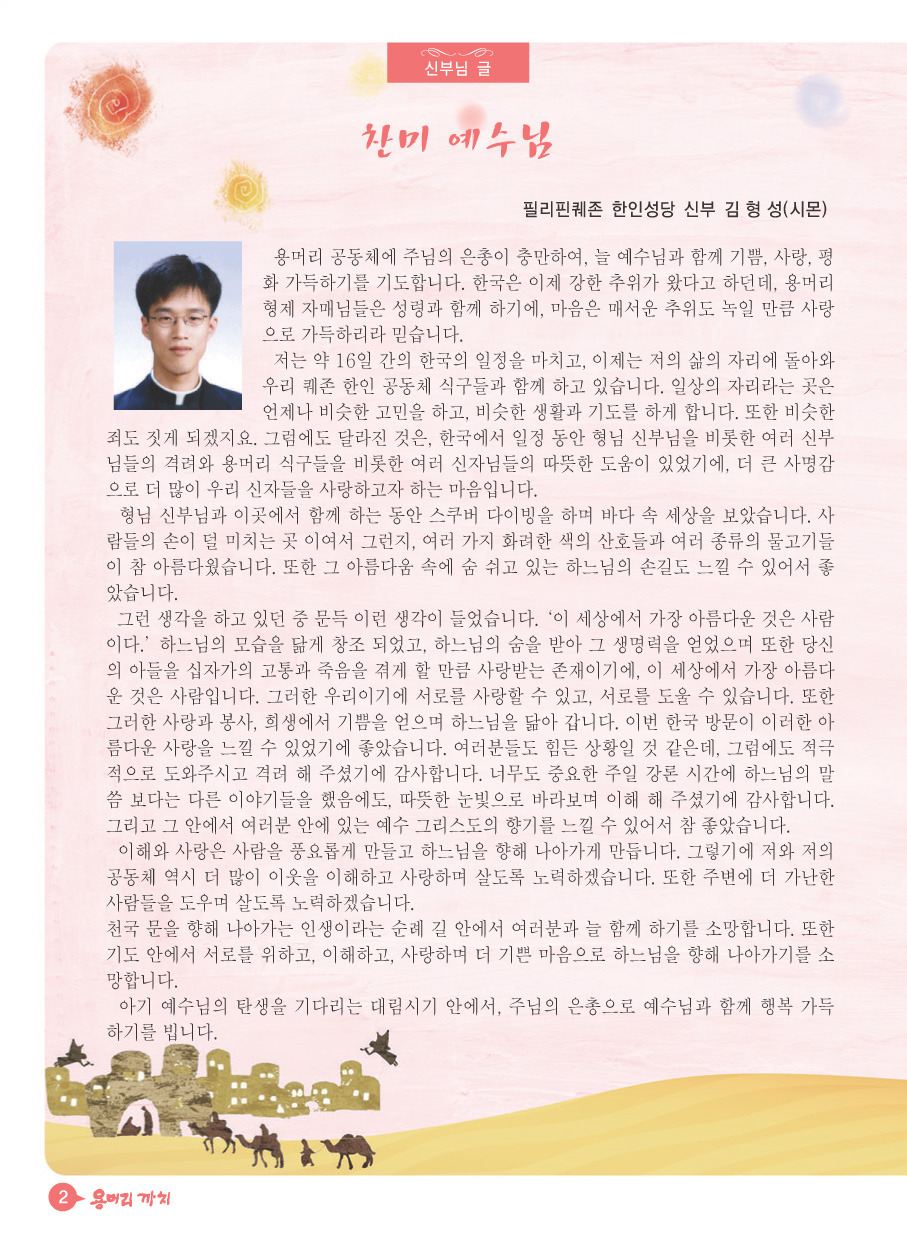 신부님 글
찬미 예수님
필리핀퀘존 한인성당 신부 김 형 성(시몬)
용머리 공동체에 주님의 은총이 충만하여, 늘 예수님과 함께 기쁨, 사랑, 평
화 가득하기를 기도합니다. 한국은 이제 강한 추위가 왔다고 하던데, 용머리
형제 자매님들은 성령과 함께 하기에, 마음은 매서운 추위도 녹일 만큼 사랑
으로 가득하리라 믿습니다.
저는 약 16일 간의 한국의 일정을 마치고, 이제는 저의 삶의 자리에 돌아와
우리 퀘존 한인 공동체 식구들과 함께 하고 있습니다. 일상의 자리라는 곳은
언제나 비슷한 고민을 하고, 비슷한 생활과 기도를 하게 합니다. 또한 비슷한
죄도 짓게 되겠지요. 그럼에도 달라진 것은, 한국에서 일정 동안 형님 신부님을 비롯한 여러 신부
님들의 격려와 용머리 식구들을 비롯한 여러 신자님들의 따뜻한 도움이 있었기에, 더 큰 사명감
으로 더 많이 우리 신자들을 사랑하고자 하는 마음입니다.
형님 신부님과 이곳에서 함께 하는 동안 스쿠버 다이빙을 하며 바다 속 세상을 보았습니다. 사
람들의 손이 덜 미치는 곳 이여서 그런지, 여러 가지 화려한 색의 산호들과 여러 종류의 물고기들
이 참 아름다웠습니다. 또한 그 아름다움 속에 숨 쉬고 있는 하느님의 손길도 느낄 수 있어서 좋
았습니다.
그런 생각을 하고 있던 중 문득 이런 생각이 들었습니다. ‘이 세상에서 가장 아름다운 것은 사람
이다.’ 하느님의 모습을 닮게 창조 되었고, 하느님의 숨을 받아 그 생명력을 얻었으며 또한 당신
의 아들을 십자가의 고통과 죽음을 겪게 할 만큼 사랑받는 존재이기에, 이 세상에서 가장 아름다
운 것은 사람입니다. 그러한 우리이기에 서로를 사랑할 수 있고, 서로를 도울 수 있습니다. 또한
그러한 사랑과 봉사, 희생에서 기쁨을 얻으며 하느님을 닮아 갑니다. 이번 한국 방문이 이러한 아
름다운 사랑을 느낄 수 있었기에 좋았습니다. 여러분들도 힘든 상황일 것 같은데, 그럼에도 적극
적으로 도와주시고 격려 해 주셨기에 감사합니다. 너무도 중요한 주일 강론 시간에 하느님의 말
씀 보다는 다른 이야기들을 했음에도, 따뜻한 눈빛으로 바라보며 이해 해 주셨기에 감사합니다.
그리고 그 안에서 여러분 안에 있는 예수 그리스도의 향기를 느낄 수 있어서 참 좋았습니다.
이해와 사랑은 사람을 풍요롭게 만들고 하느님을 향해 나아가게 만듭니다. 그렇기에 저와 저의
공동체 역시 더 많이 이웃을 이해하고 사랑하며 살도록 노력하겠습니다. 또한 주변에 더 가난한
사람들을 도우며 살도록 노력하겠습니다.
천국 문을 향해 나아가는 인생이라는 순례 길 안에서 여러분과 늘 함께 하기를 소망합니다. 또한
기도 안에서 서로를 위하고, 이해하고, 사랑하며 더 기쁜 마음으로 하느님을 향해 나아가기를 소
망합니다.
아기 예수님의 탄생을 기다리는 대림시기 안에서, 주님의 은총으로 예수님과 함께 행복 가득
하기를 빕니다.
2 용머리 까치